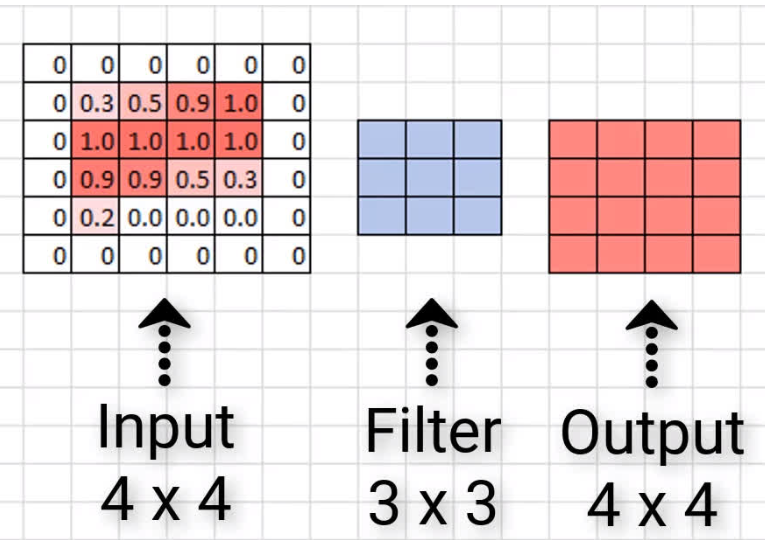 0 0 0 0 0 0
0 0.3 0.5 0.9 1.0 0
0 1.0 1.0 1.0 1.0 0
0 0.9 0.9 0.5 0.3 0
0 0.2 0.0 0.0 0.0 0
0 0 0 0 0 0
Input
4 x 4
Filter
3 x 3
Output
4 x 4